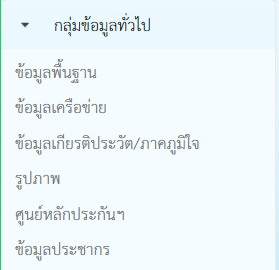 กลุ่มข้อมูลทั่วไป
ข้อมูลพื้นฐาน
ข้อมูลเครือข่าย
ข้อมูลเกียรติประวัต/ภาคภูมิใจ
รูปภาพ
ศูนย์หลักประกันฯ
ข้อมูลประชากร